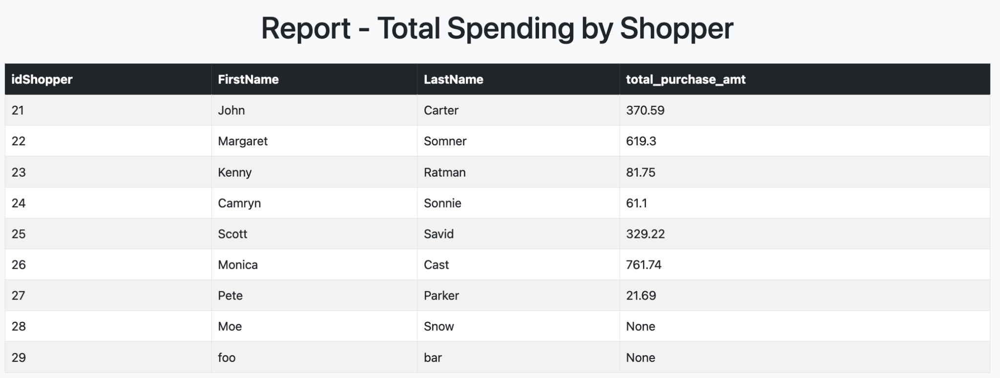 Report - Total Spending by Shopper
idShopper FirstName LastName total_purchase_amt
21 John Carter 370.59
22 Margaret Somner 619.3
23 Kenny Ratman 81.75
24 Camryn Sonnie 61.1
25 Scott Savid 329.22
26 Monica Cast 761.74
27 Pete Parker 21.69
28 Moe Snow None
29 foo bar None